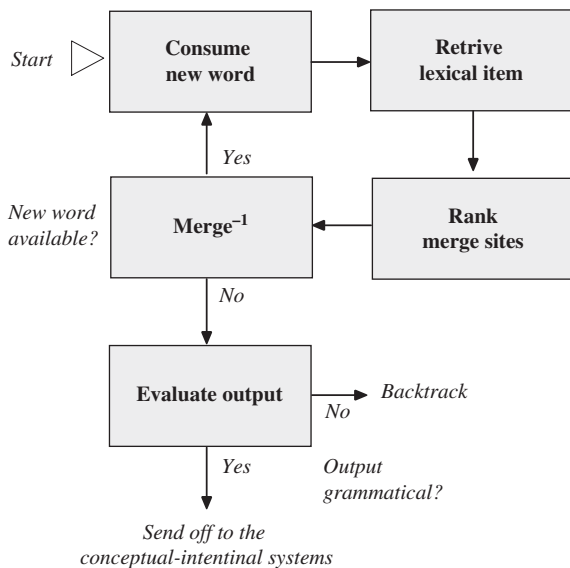 Start
Consume
new word
Retrive
lexical item
Yes
New word
available?
Merge⁻¹
Rank
merge sites
No
Evaluate output
Backtrack
No
Yes
Output
grammatical?
Send off to the
conceptual-intentinal systems